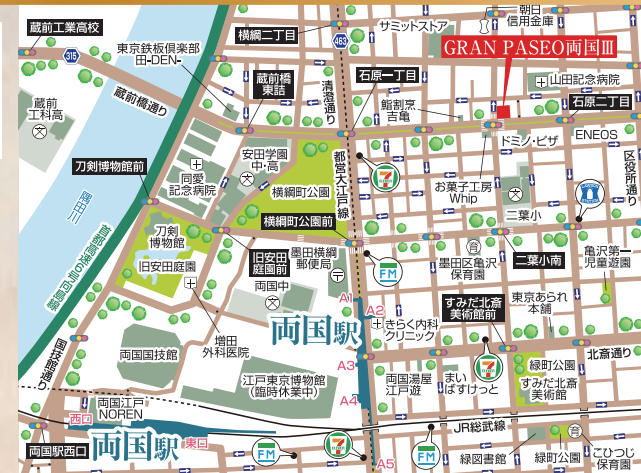 蔵前工業高校
横綱二丁目
サミットストア
朝日
信用金庫
315
463
東京鉄板倶楽部
田-DEN-
蔵前橋
東詰
清澄通り
石原一丁目
GRAN PASEO両国Ⅲ
山田記念病院
鮨割烹
吉亀
石原二丁目
蔵前橋通り
蔵前
工科高
ドミノ・ピザ
ENEOS
安田学園
中・高
刀剣博物館前
同愛
記念病院
都営大江戸線
お菓子工房
Whip
区役所通り
横綱町公園
二葉小
隅田川
首都高速6号向島線
刀剣
博物館
横綱町公園前
旧安田
庭園前
墨田横綱
郵便局
FM
墨田区亀沢
保育園
二葉小南
亀沢第一
児童遊園
旧安田庭園
両国中
A1
A2
両国駅
すみだ北斎
美術館前
東京あられ
本舗
増田
外科医院
きらく内科
クリニック
国技館通り
両国国技館
江戸東京博物館
(臨時休業中)
A3
A4
両国湯屋
江戸遊
まい
ばすけっと
北斎通り
緑町公園
すみだ北斎
美術館
両国江戸
NOREN
西口
両国駅
東口
JR総武線
両国駅西口
FM
A5
FM
緑図書館
緑町公園
こひつじ
保育園